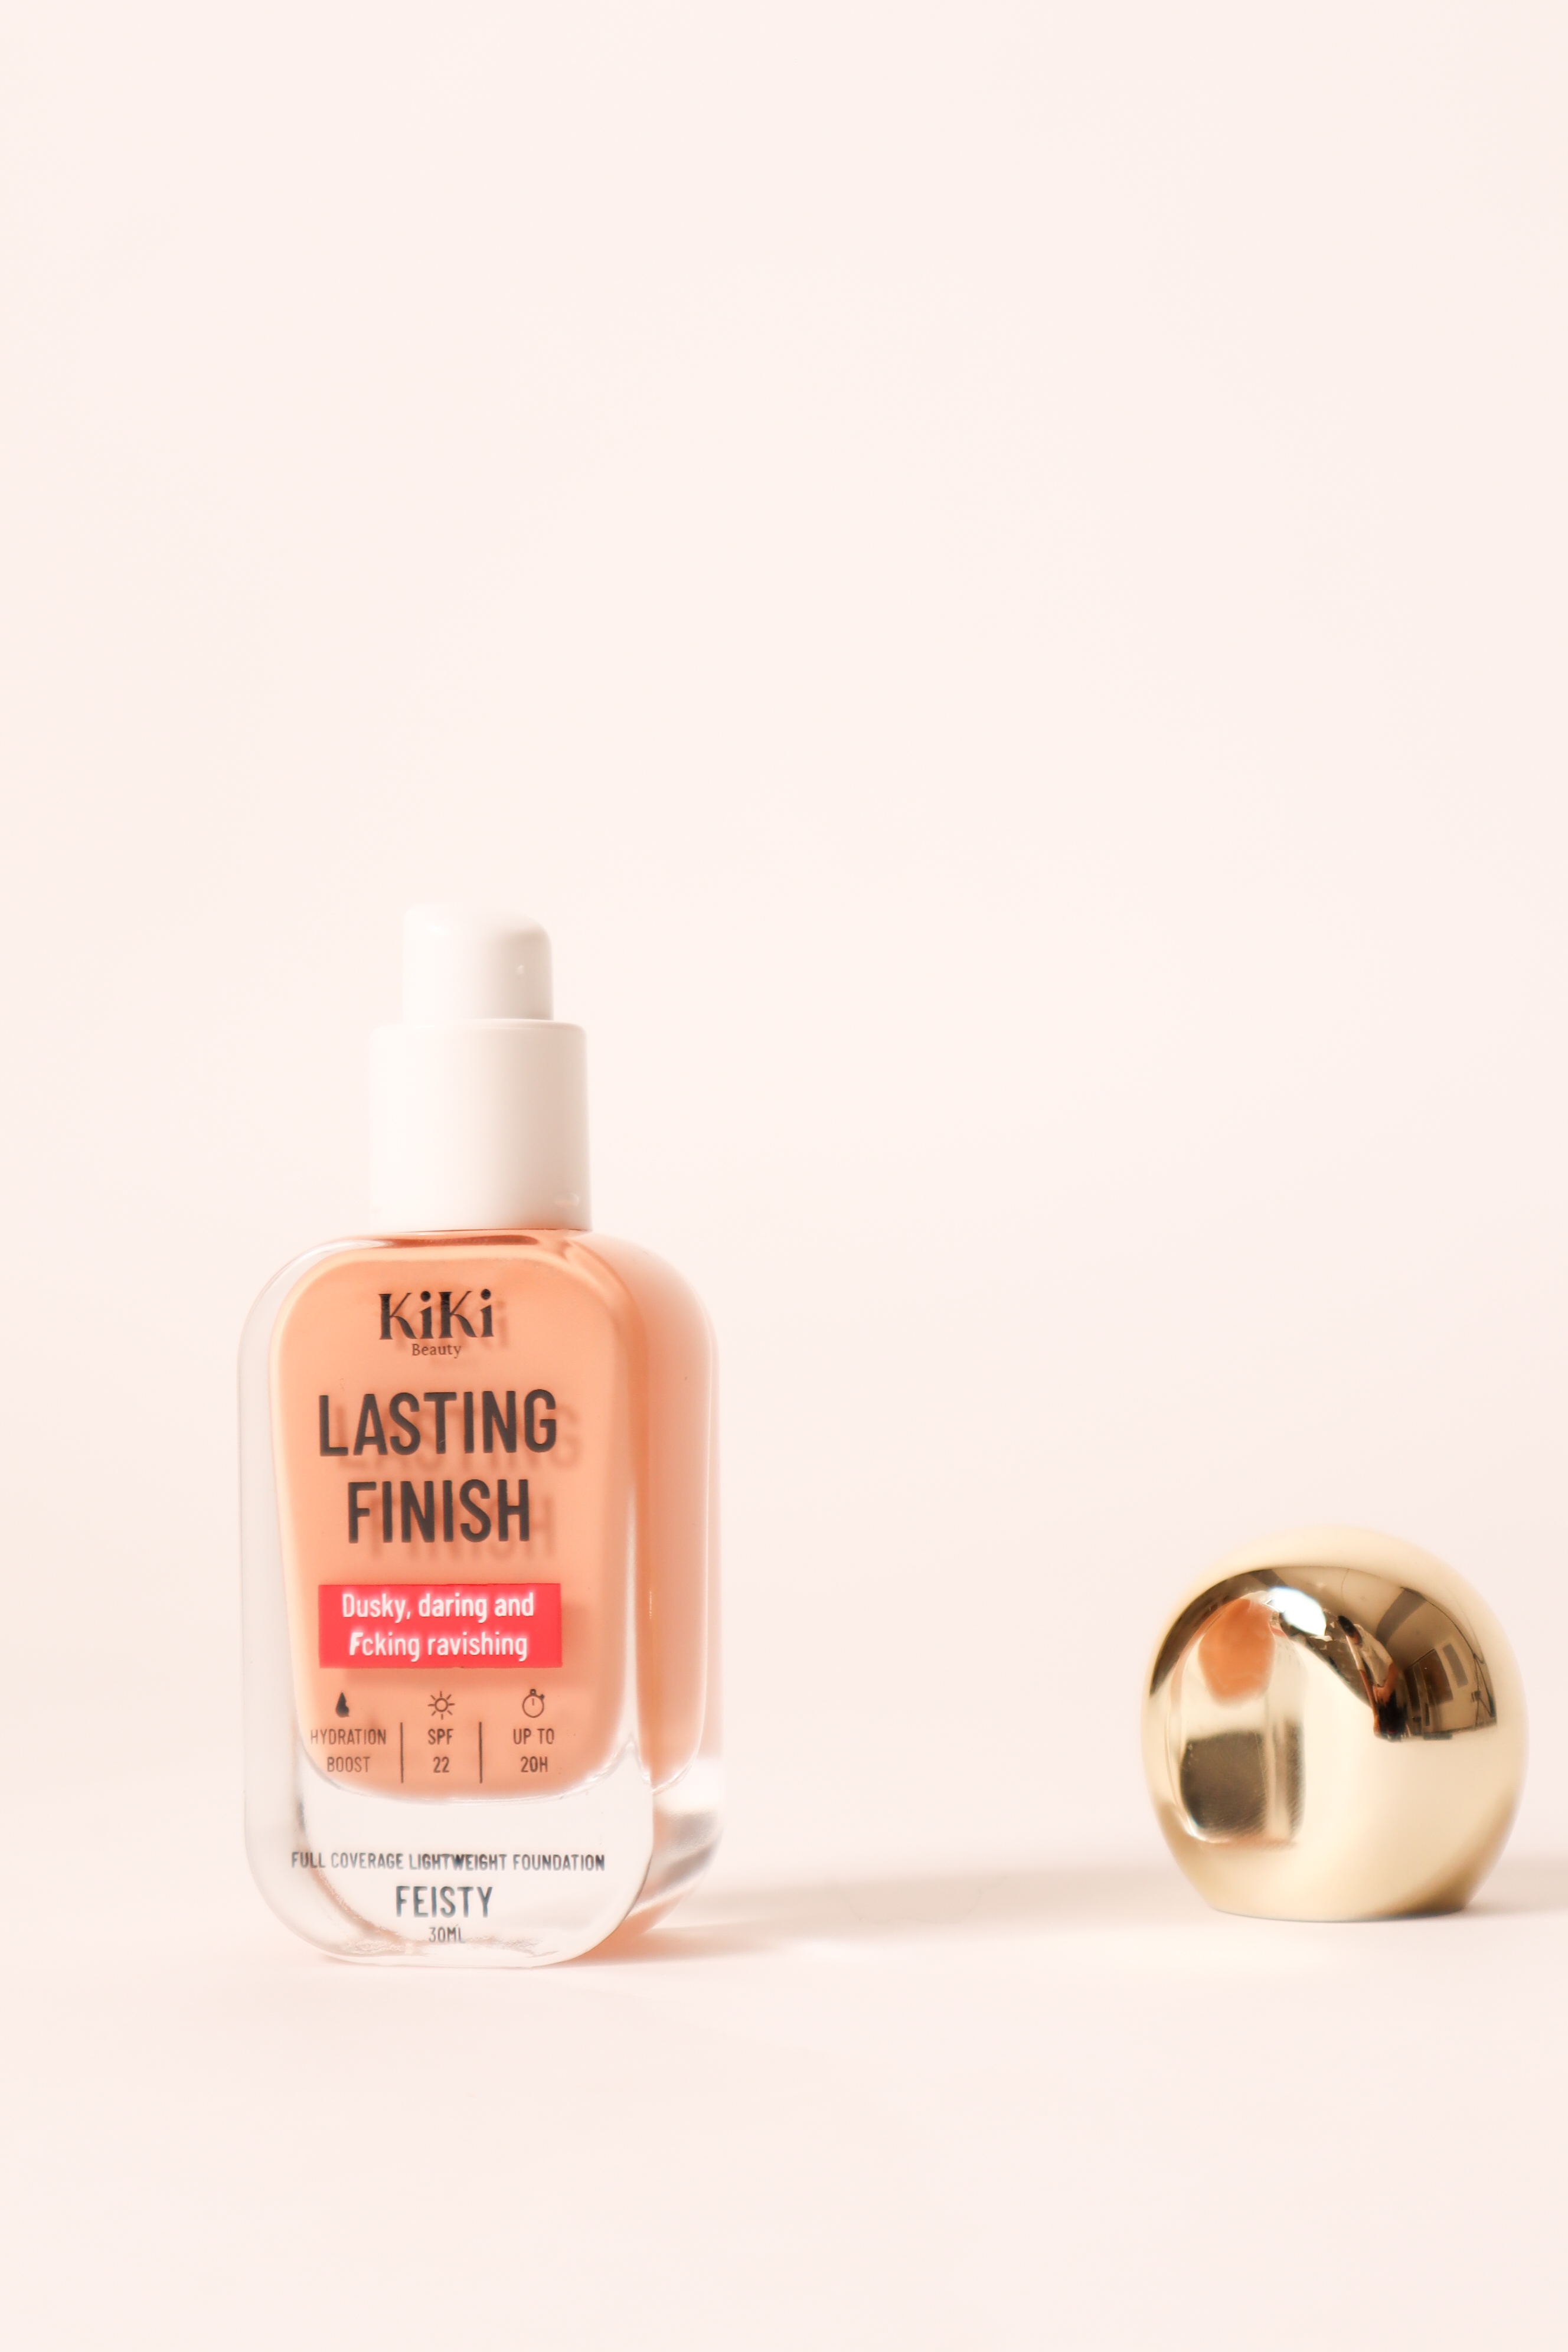 KiKi
Beauty
LASTING
FINISH
Dusky, daring and
Fcking ravishing
HYDRATION
BOOST
SPF
22
UP TO
20H
FULL COVERAGE LIGHTWEIGHT FOUNDATION
FEISTY
30ML